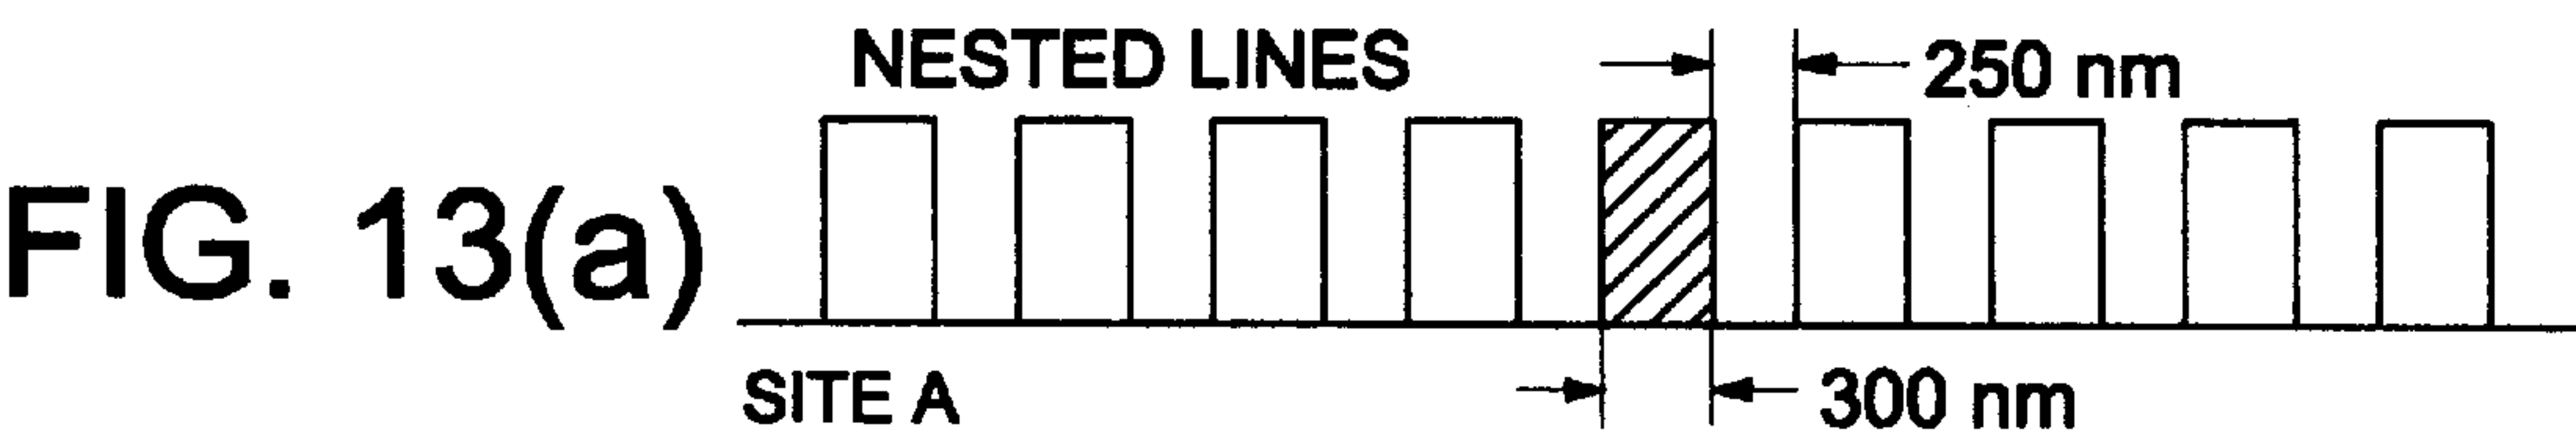 FIG. 13(a)
NESTED LINES
250 nm
SITE A
300 nm